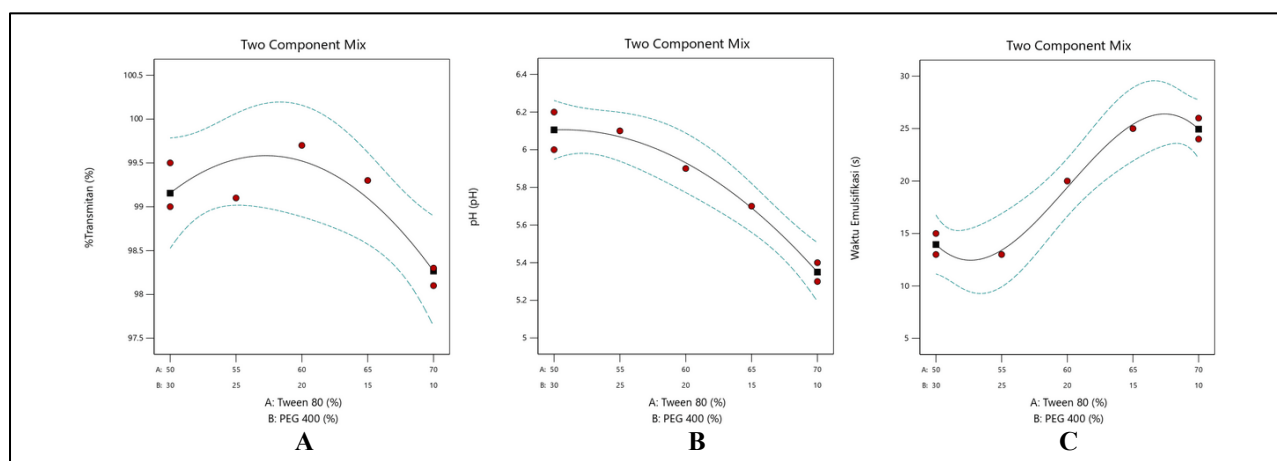 Two Component Mix
%Transmitan (%)
100.5
100
99.5
99
98.5
98
97.5
A: 50 55 60 65 70
B: 30 25 20 15 10
A: Tween 80 (%)
B: PEG 400 (%)
A
Two Component Mix
pH (pH)
6.4
6.2
6
5.8
5.6
5.4
5.2
5
A: 50 55 60 65 70
B: 30 25 20 15 10
A: Tween 80 (%)
B: PEG 400 (%)
B
Two Component Mix
Waktu Emulsifikasi (s)
30
25
20
15
10
5
A: 50 55 60 65 70
B: 30 25 20 15 10
A: Tween 80 (%)
B: PEG 400 (%)
C